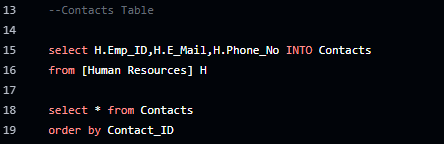 13 --Contacts Table
14
15 select H.Emp_ID,H.E_Mail,H.Phone_No INTO Contacts
16 from [Human Resources] H
17
18 select * from Contacts
19 order by Contact_ID